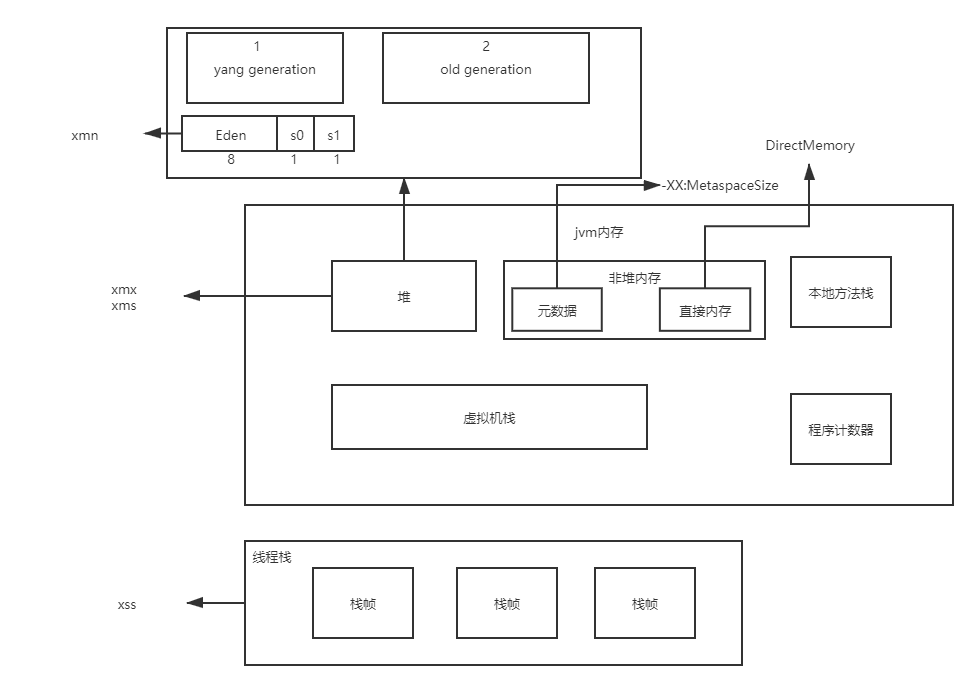 1
yang generation
2
old generation
xmn
Eden
s0
s1
8
1
1
DirectMemory
-XX:MetaspaceSize
jvm内存
xmx
xms
堆
非堆内存
元数据
直接内存
本地方法栈
虚拟机栈
程序计数器
线程栈
xss
栈帧
栈帧
栈帧